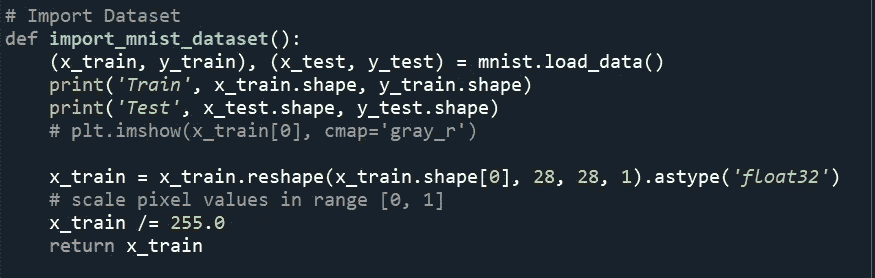 # Import Dataset
def import_mnist_dataset():
    (x_train, y_train), (x_test, y_test) = mnist.load_data()
    print('Train', x_train.shape, y_train.shape)
    print('Test', x_test.shape, y_test.shape)
    # plt.imshow(x_train[0], cmap='gray_r')
    x_train = x_train.reshape(x_train.shape[0], 28, 28, 1).astype('float32')
    # scale pixel values in range [0, 1]
    x_train /= 255.0
    return x_train